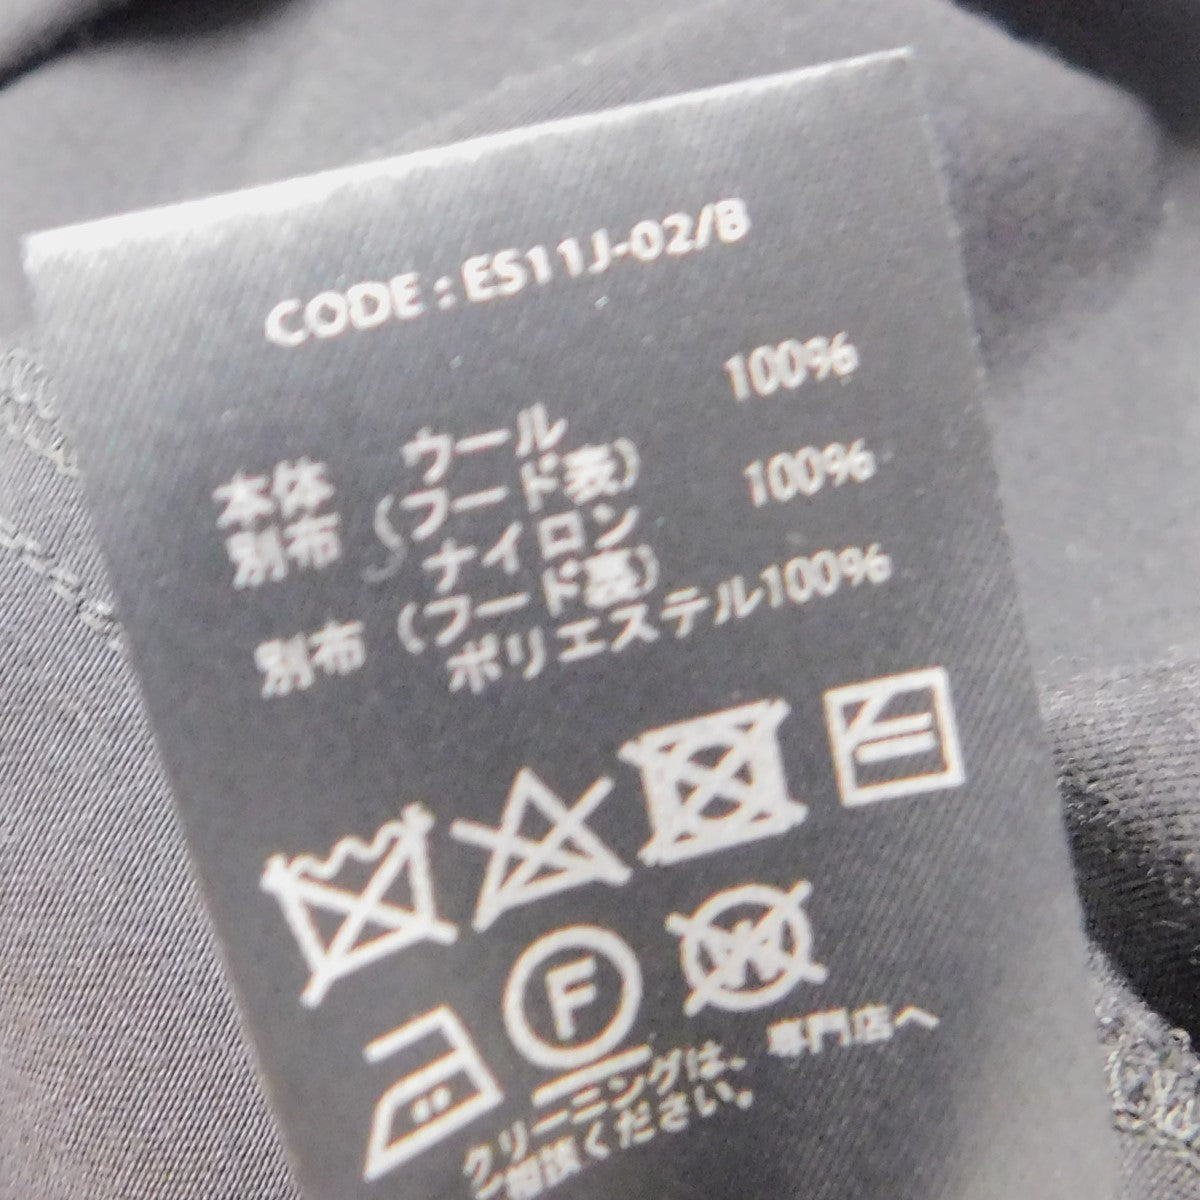 CODE : ES11J-02/B
本体 ウール 100%
別布 (フード表)
ナイロン 100%
別布 (フード裏)
ポリエステル100%
F
W
クリーニングは、専門店へ
ご相談ください。